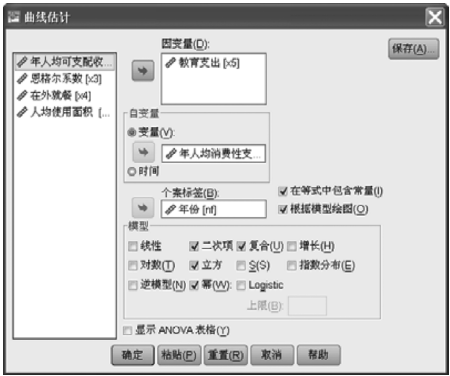 曲线估计
因变量(D):
保存(A)...
年人均可支配收...
恩格尔系数 [x3]
在外就餐 [x4]
人均使用面积 [...
教育支出 [x5]
自变量
变量(V):
年人均消费性支...
时间
个案标签(B):
年份 [nf]
在等式中包含常量(I)
根据模型绘图(O)
模型
线性
二次项
复合(U)
增长(H)
对数(T)
立方
S(S)
指数分布(E)
逆模型(N)
幂(W):
Logistic
上限(B):
显示 ANOVA 表格(Y)
确定
粘贴(P)
重置(R)
取消
帮助